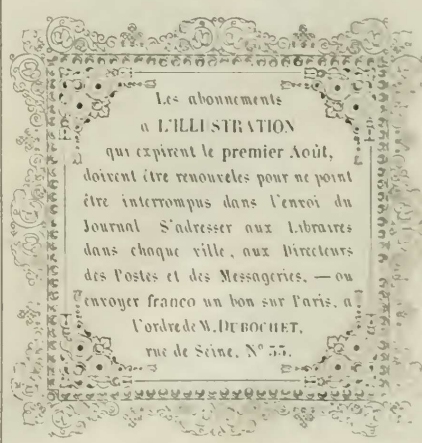 Les abonnements
a L'ILLUSTRATION
qui expirent le premier Août,
doivent être renouveles pour ne point
être interrompus dans l'envoi du
Journal S'adresser aux Libraires
dans chaque ville, aux Directeurs
des Postes et des Messageries, — ou
envoyer franco un bon sur Paris, a
l'ordre de M. DUBOCHET,
rue de Seine, N° 33.